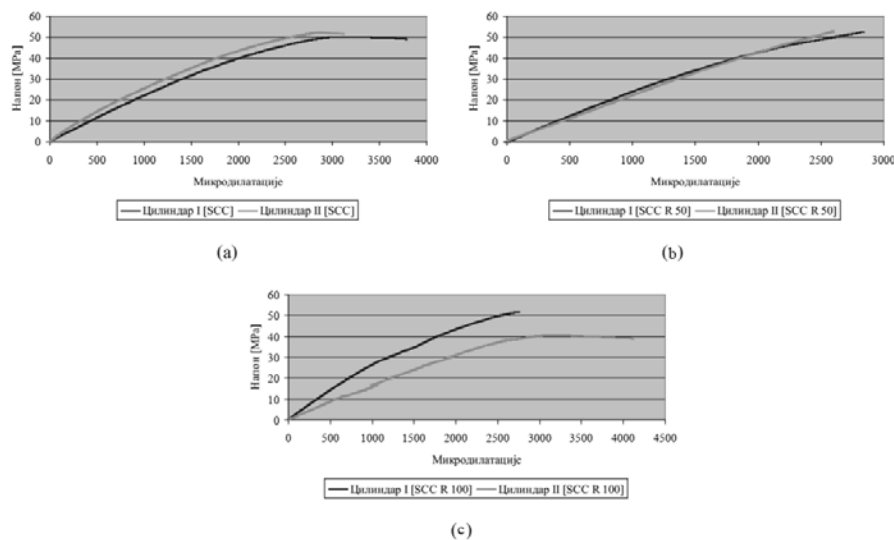 Напон [MPa]
60
50
40
30
20
10
0
0 500 1000 1500 2000 2500 3000 3500 4000
Микродилатације
Цилиндар I [SCC] Цилиндар II [SCC]
(a)
Напон [MPa]
60
50
40
30
20
10
0
0 500 1000 1500 2000 2500 3000
Микродилатације
Цилиндар I [SCC R 50] Цилиндар II [SCC R 50]
(b)
Напон [MPa]
60
50
40
30
20
10
0
0 500 1000 1500 2000 2500 3000 3500 4000 4500
Микродилатације
Цилиндар I [SCC R 100] Цилиндар II [SCC R 100]
(c)